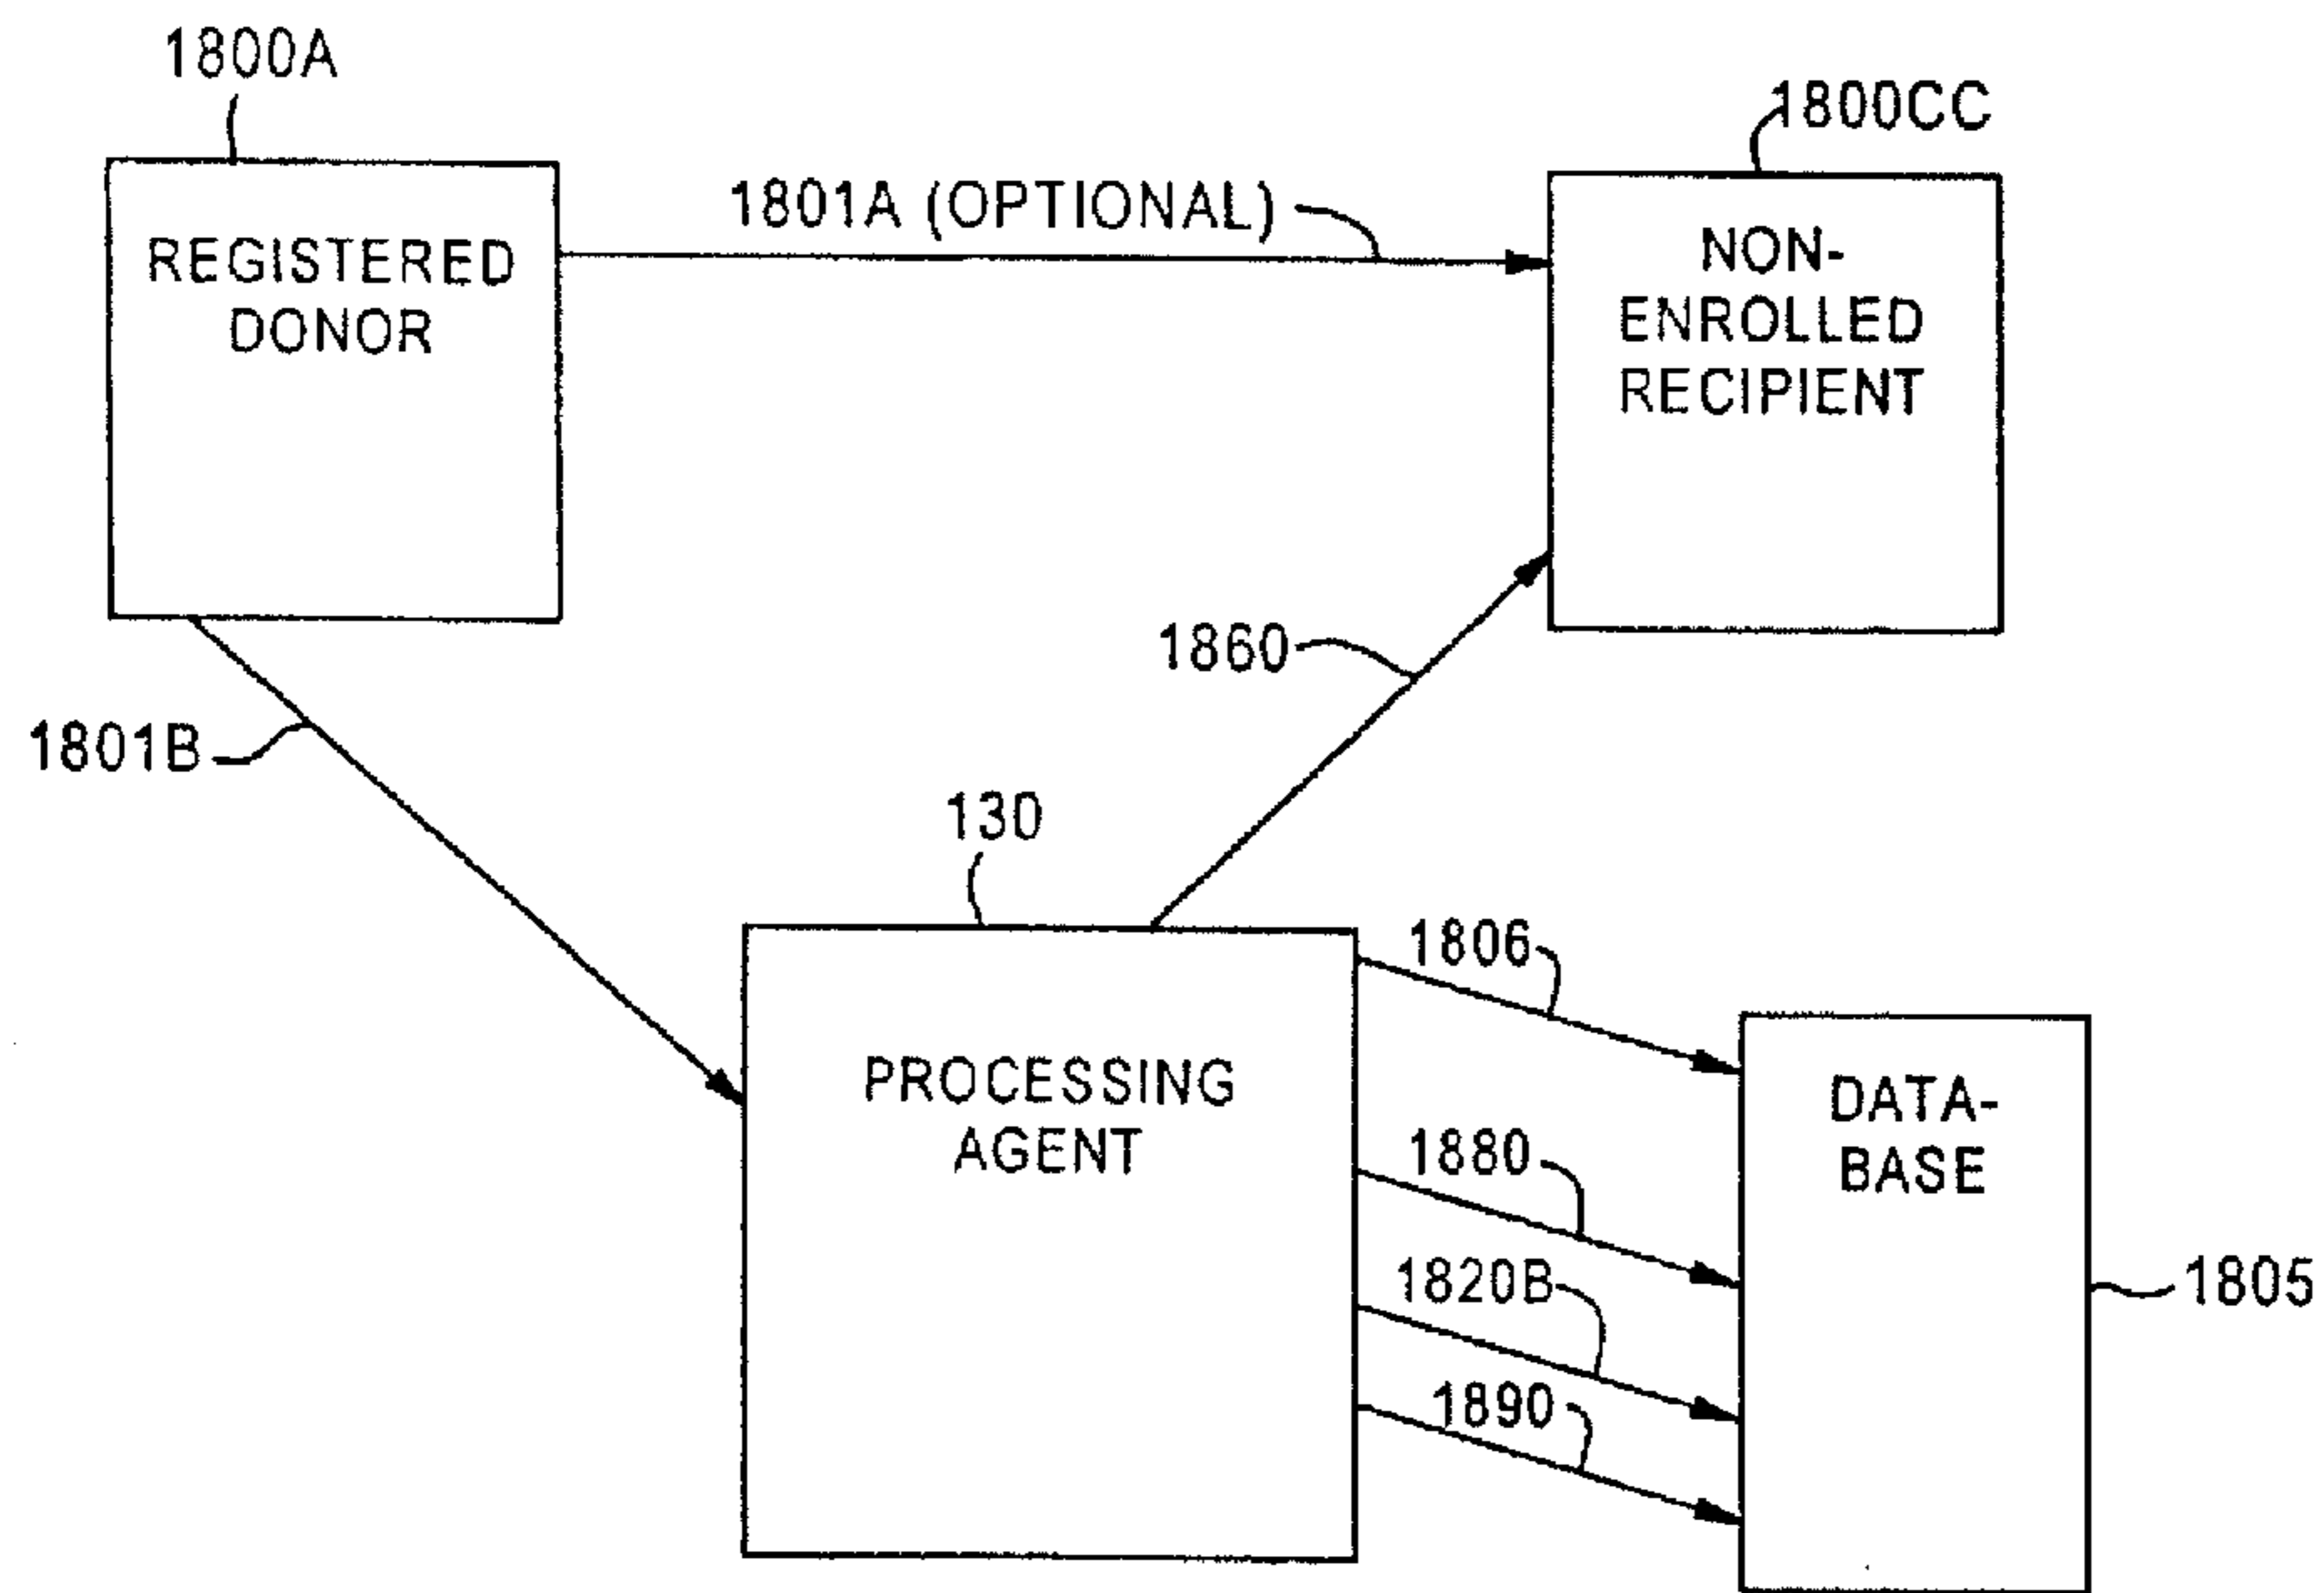 1800A
1800CC
1801A (OPTIONAL)
REGISTERED
DONOR
NON-
ENROLLED
RECIPIENT
1860
1801B
130
1806
PROCESSING
AGENT
DATA-
BASE
1880
1820B
1805
1890